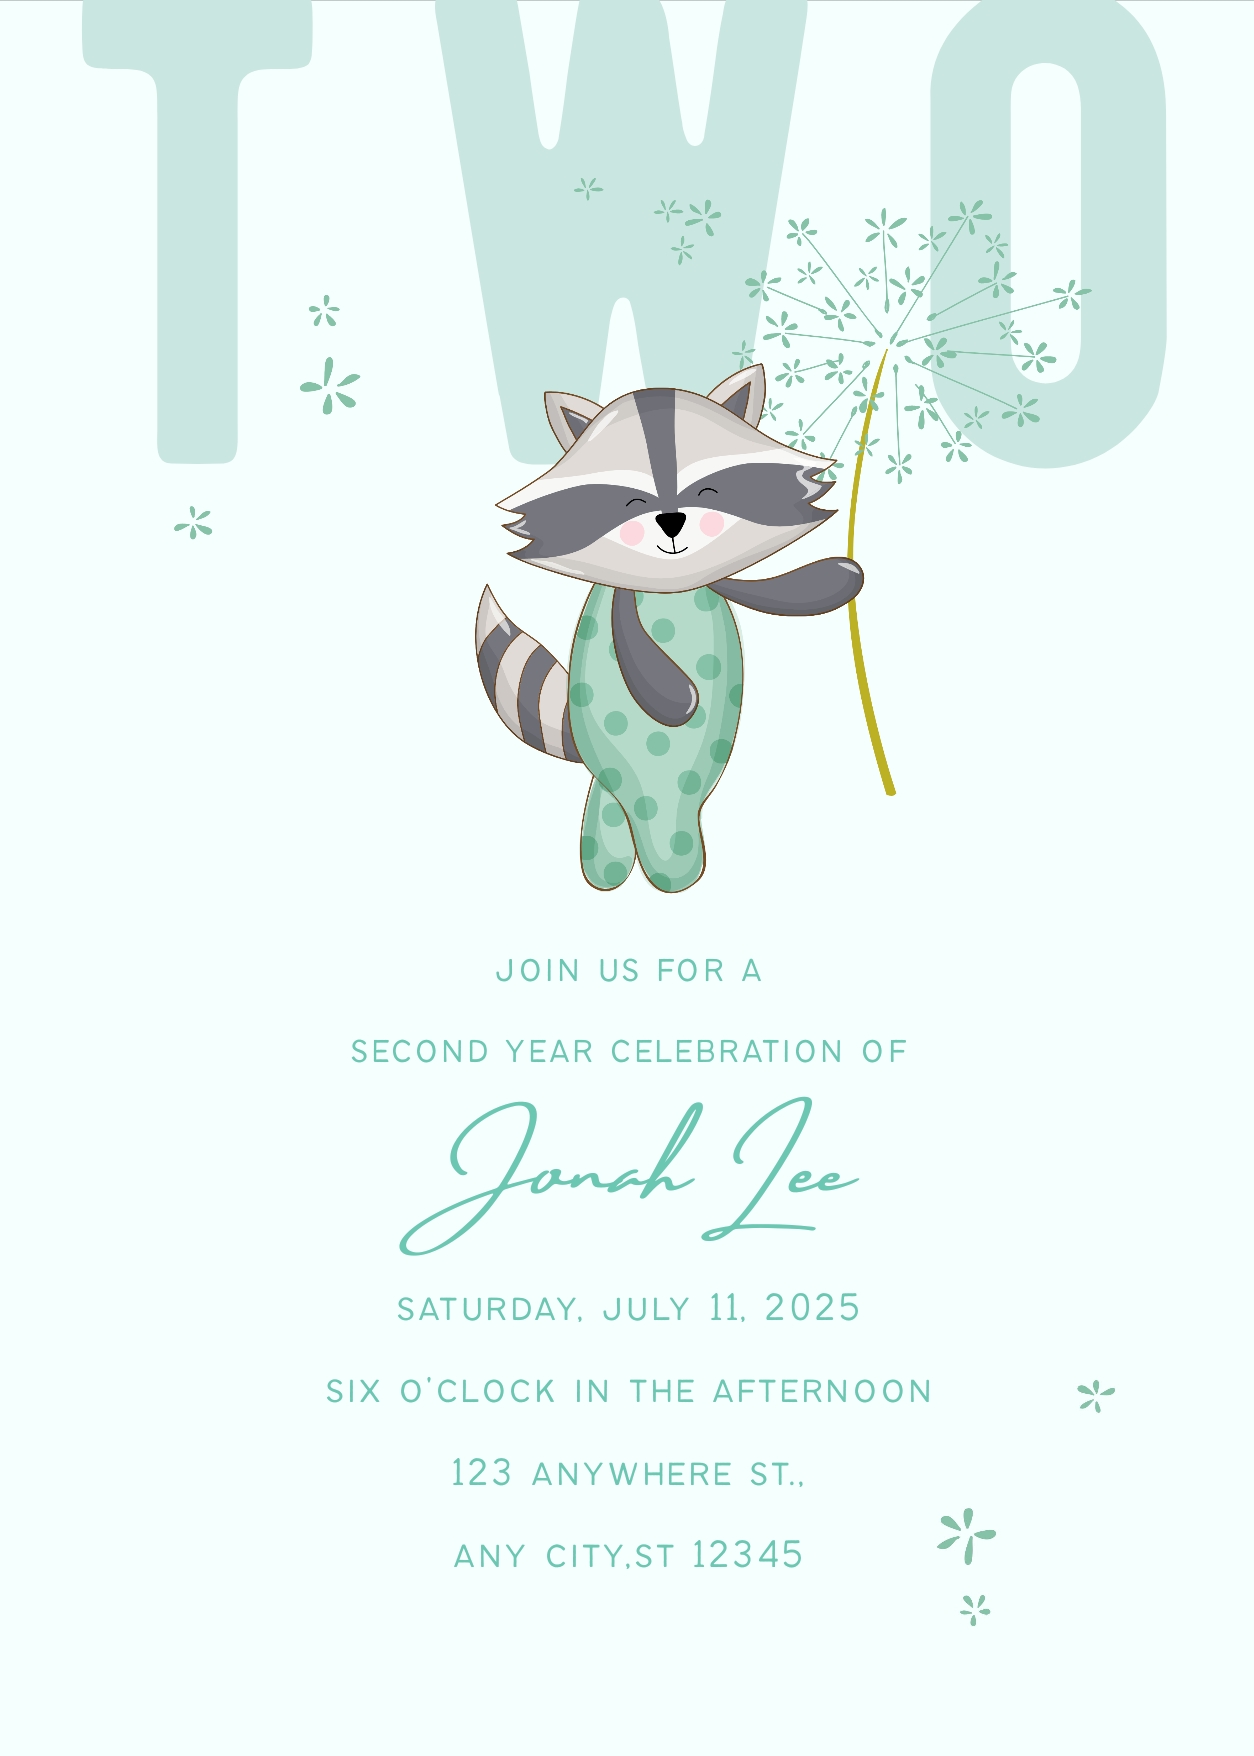 TWO
JOIN US FOR A
SECOND YEAR CELEBRATION OF
Jonah Lee
SATURDAY, JULY 11, 2025
SIX O'CLOCK IN THE AFTERNOON
123 ANYWHERE ST.,
ANY CITY,ST 12345